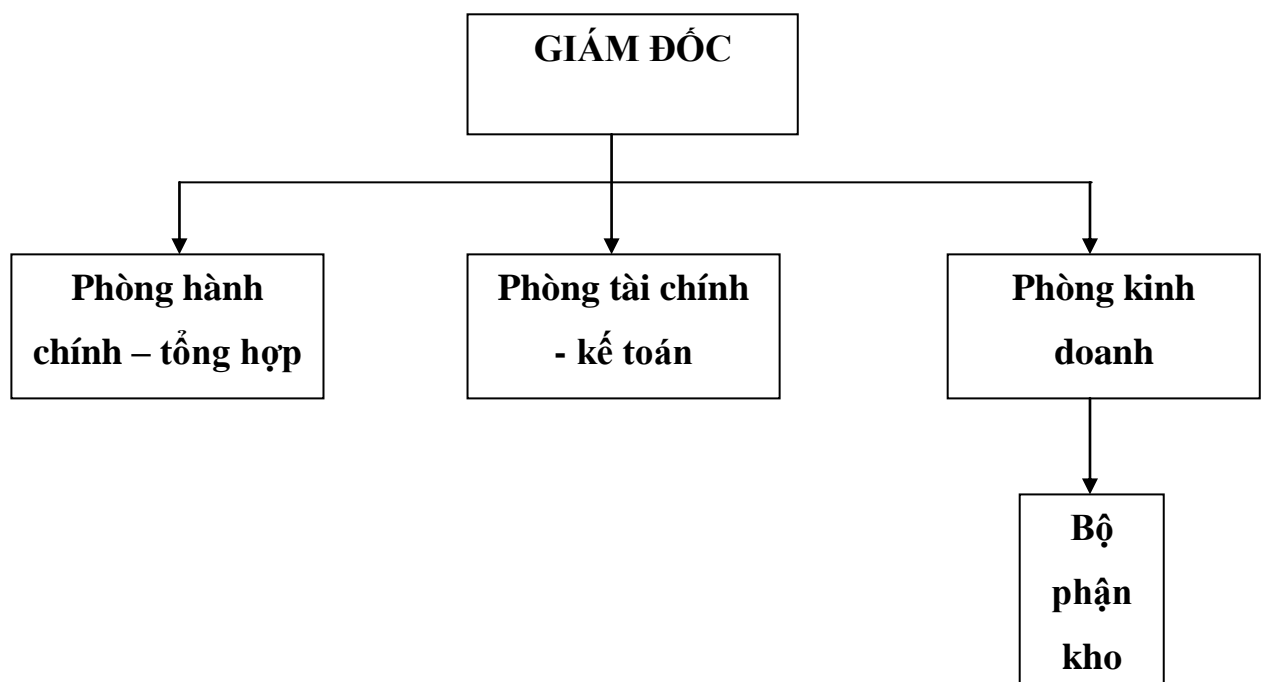 GIÁM ĐỐC
Phòng hành
chính – tổng hợp
Phòng tài chính
- kế toán
Phòng kinh
doanh
Bộ
phận
kho